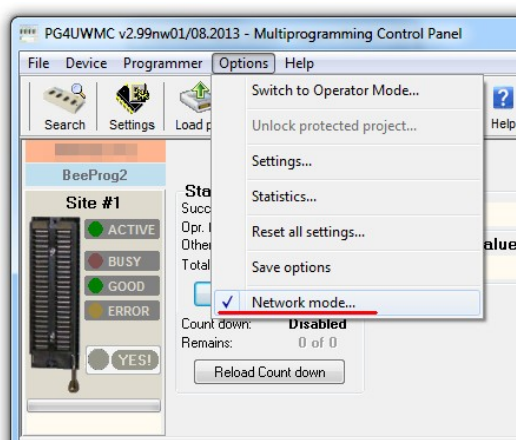 PG4UWMC v2.99nw01/08.2013 - Multiprogramming Control Panel
File Device Programmer Options Help
Search Settings Load p Help
Switch to Operator Mode...
Unlock protected project...
Settings...
Statistics...
Reset all settings...
Save options
Network mode...
BeeProg2
Site #1
ACTIVE
BUSY
GOOD
ERROR
YES!
Sta
Succ
Opr.
Othe
Total
alue
Count down: Disabled
Remains: 0 of 0
Reload Count down